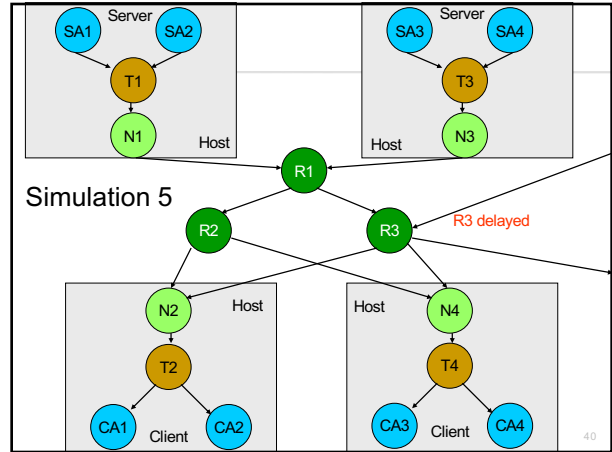 Server
Server
SA1
SA2
SA3
SA4
T1
T3
N1
Host
Host
N3
R1
Simulation 5
R2
R3
R3 delayed
N2
Host
Host
N4
T2
T4
CA1
CA2
CA3
CA4
Client
Client
40